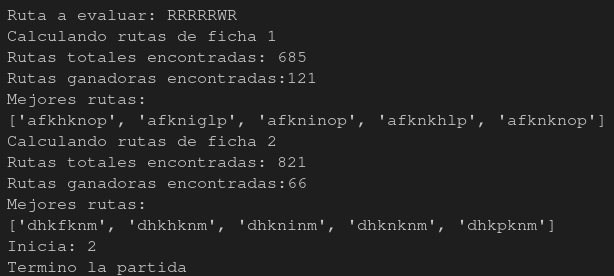 Ruta a evaluar: RRRRRWR
Calculando rutas de ficha 1
Rutas totales encontradas: 685
Rutas ganadoras encontradas:121
Mejores rutas:
['afkhknop', 'afkniglp', 'afkninop', 'afknkhlp', 'afknknop']
Calculando rutas de ficha 2
Rutas totales encontradas: 821
Rutas ganadoras encontradas:66
Mejores rutas:
['dhkfknm', 'dhkhknm', 'dhkninm', 'dhknknm', 'dhkpknm']
Inicia: 2
Termino la partida